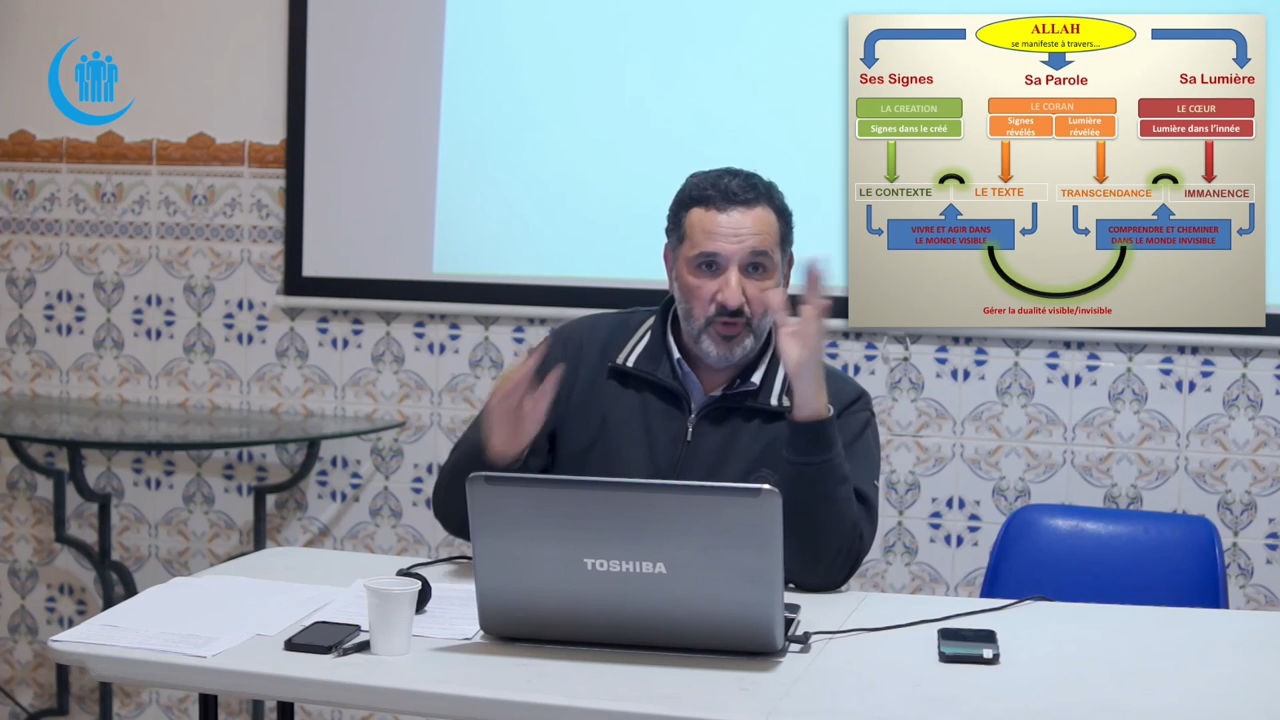 ALLAH
se manifeste à travers...
Ses Signes
Sa Parole
Sa Lumière
LA CREATION
Signes dans le créé
LE CORAN
Signes révélés
Lumière révélée
LE CŒUR
Lumière dans l'innée
LE CONTEXTE
LE TEXTE
TRANSCENDANCE
IMMANENCE
VIVRE ET AGIR DANS
LE MONDE VISIBLE
COMPRENDRE ET CHEMINER
DANS LE MONDE INVISIBLE
Gérer la dualité visible/invisible
TOSHIBA